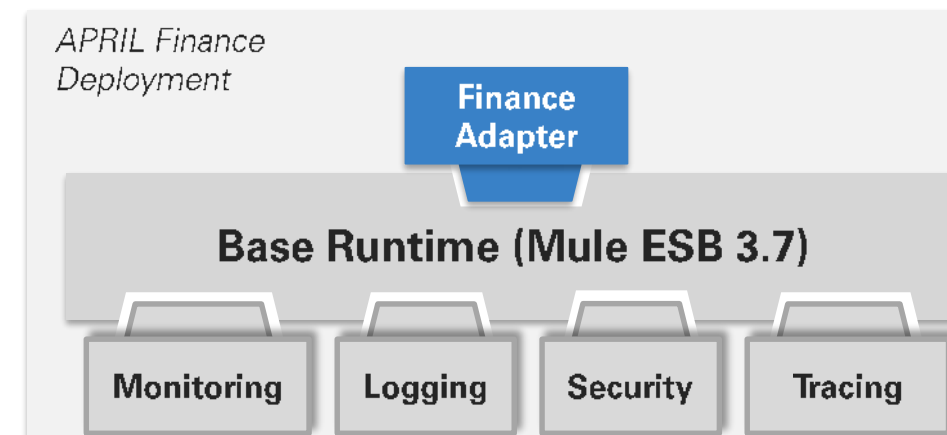 APRIL Finance
Deployment
Finance
Adapter
Base Runtime (Mule ESB 3.7)
Monitoring
Logging
Security
Tracing